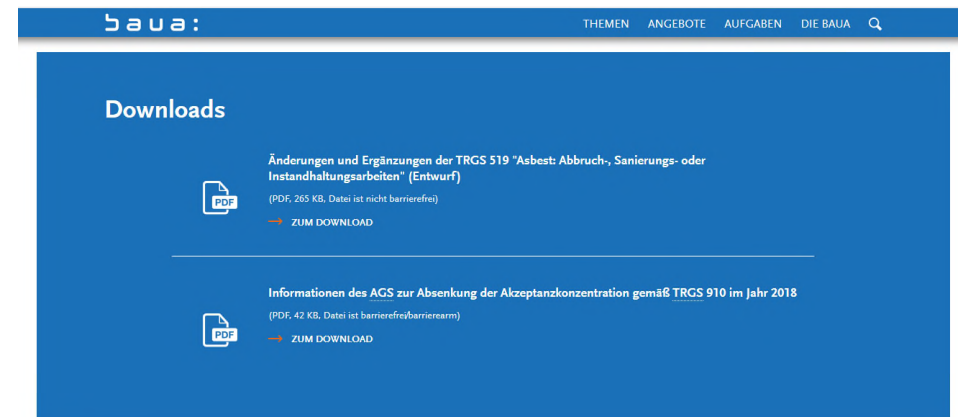 baua:
THEMEN ANGEBOTE AUFGABEN DIE BAUA
Downloads
Änderungen und Ergänzungen der TRGS 519 "Asbest: Abbruch-, Sanierungs- oder
Instandhaltungsarbeiten" (Entwurf)
PDF
(PDF, 265 KB, Datei ist nicht barrierefrei)
→ ZUM DOWNLOAD
Informationen des AGS zur Absenkung der Akzeptanzkonzentration gemäß TRGS 910 im Jahr 2018
(PDF, 42 KB, Datei ist barrierefrei/barrierearm)
PDF
→ ZUM DOWNLOAD